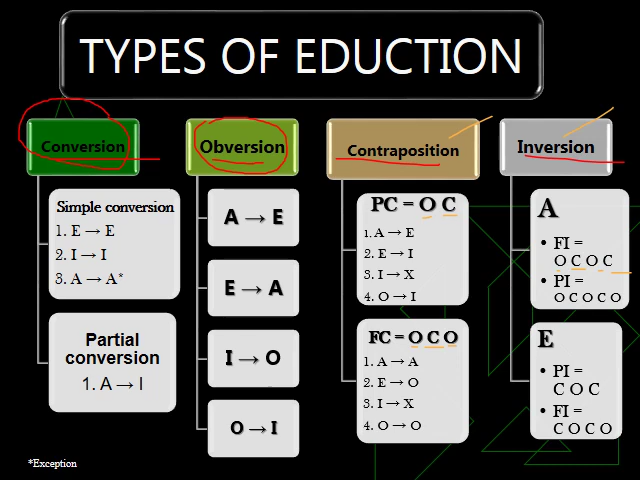 TYPES OF EDUCTION
Conversion
Simple conversion
1. E → E
2. I → I
3. A → A*
Partial
conversion
1. A → I
Obversion
A → E
E → A
I → O
O → I
Contraposition
PC = O C
1. A → E
2. E → I
3. I → X
4. O → I
FC = O C O
1. A → A
2. E → O
3. I → X
4. O → O
Inversion
A
• FI =
O C O C
• PI =
O C O C O
E
• PI =
C O C
• FI =
C O C O
*Exception